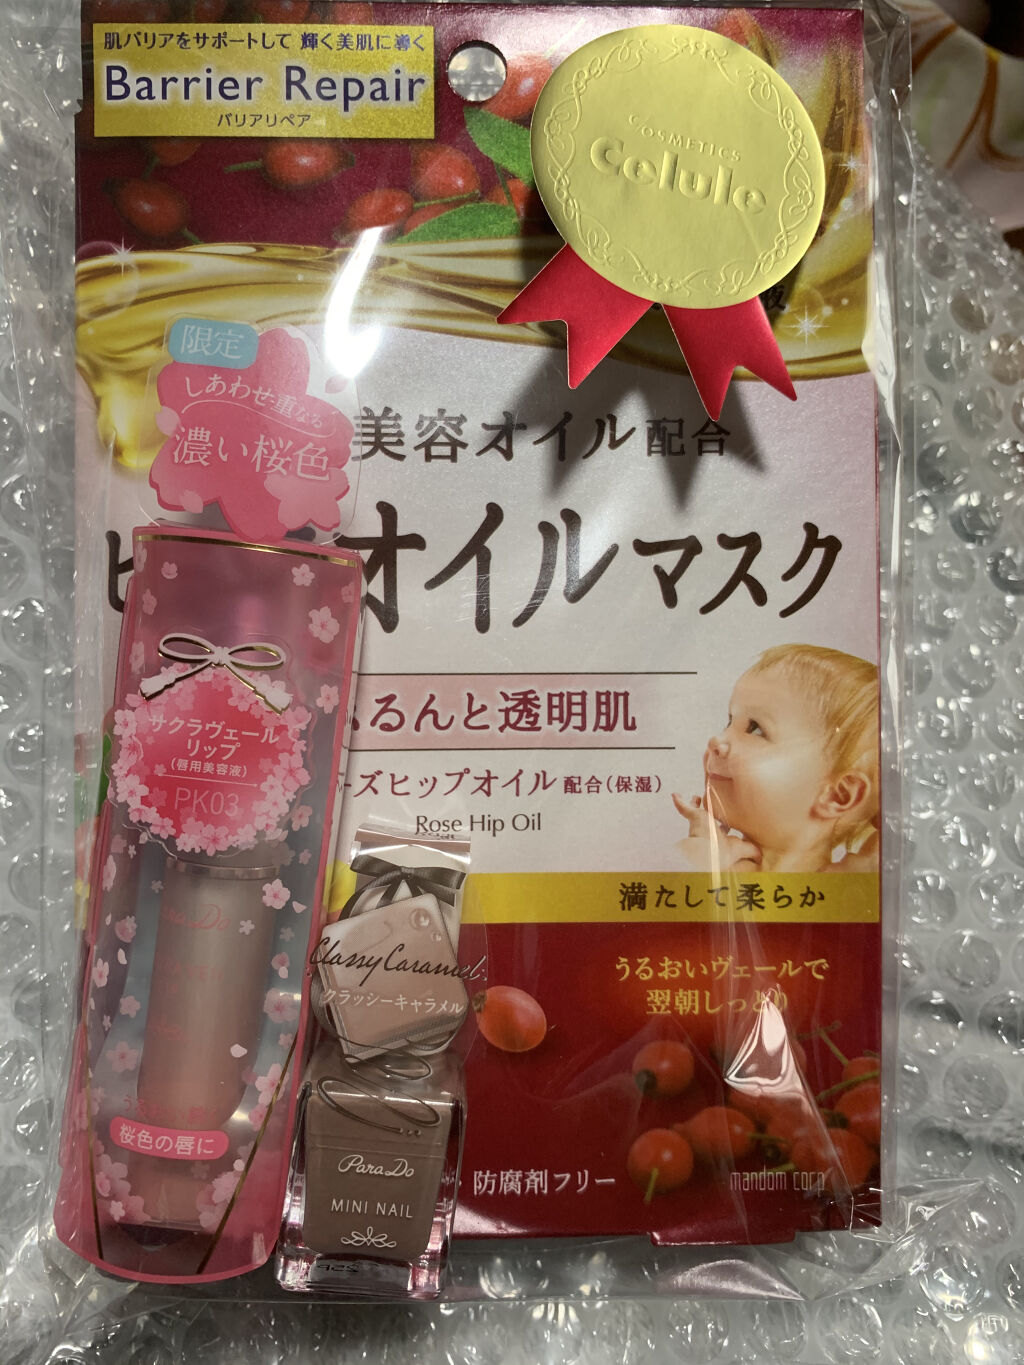 肌バリアをサポートして 輝く美肌に導く
Barrier Repair
バリアリペア
COSMETICS
Celule
液
限定
しあわせ重なる
濃い桜色
美容オイル配合
オイルマスク
るんと透明肌
ーズヒップオイル配合(保湿)
Rose Hip Oil
サクラヴェール
リップ
(唇用美容液)
PK03
満たして柔らか
うるおいヴェールで
翌朝しっとり
ParaDo
Classy Caramel
クラッシーキャラメル
桜色の唇に
ParaDo
MINI NAIL
防腐剤フリー
mandom corp